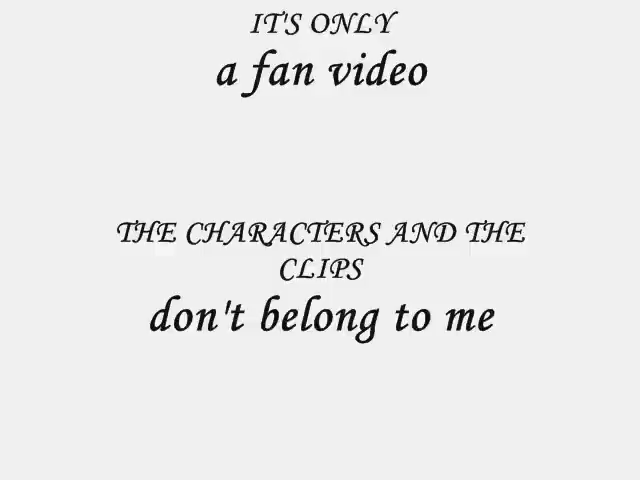 IT'S ONLY
a fan video
THE CHARACTERS AND THE
CLIPS
don't belong to me